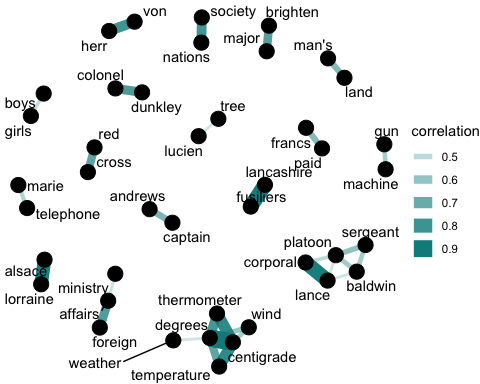 von
herr
society
nations
brighten
major
man's
land
colonel
dunkley
boys
girls
tree
lucien
red
cross
francs
paid
gun
machine
correlation
0.5
0.6
0.7
0.8
0.9
lancashire
fusiliers
marie
telephone
andrews
captain
sergeant
platoon
corporal
lance
baldwin
alsace
lorraine
ministry
affairs
foreign
thermometer
degrees
wind
centigrade
weather
temperature